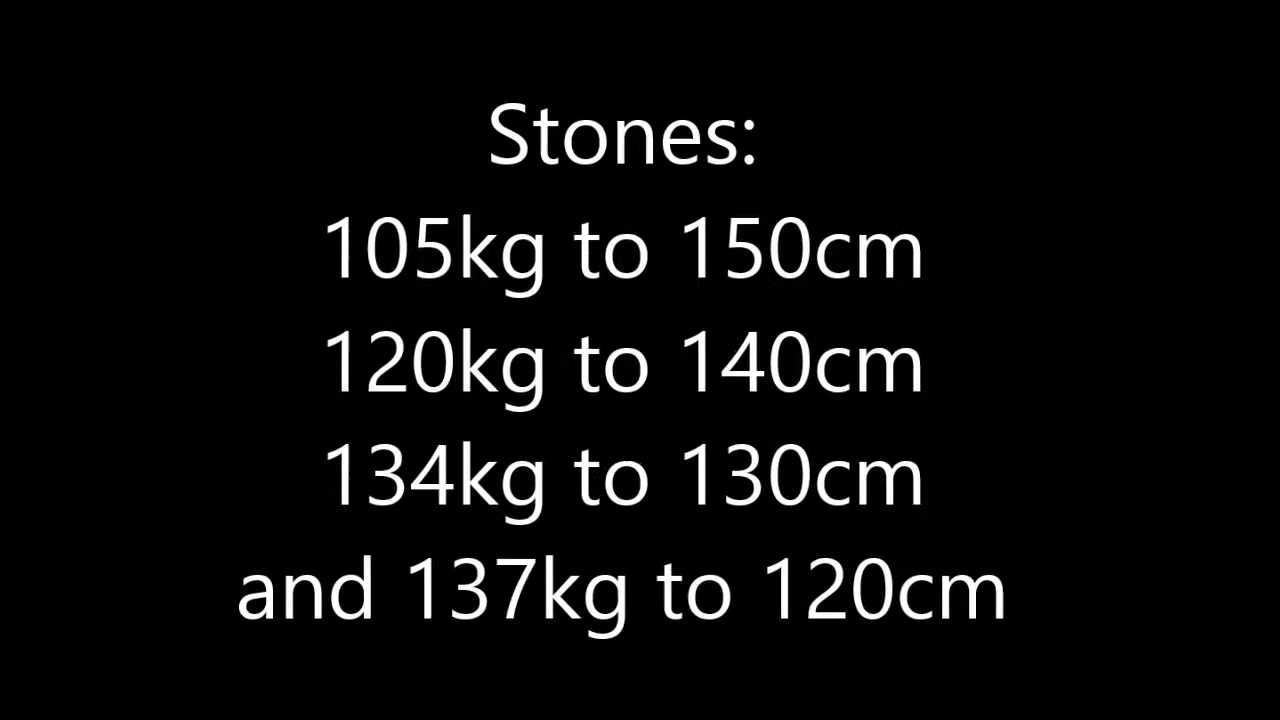 Stones:
105kg to 150cm
120kg to 140cm
134kg to 130cm
and 137kg to 120cm